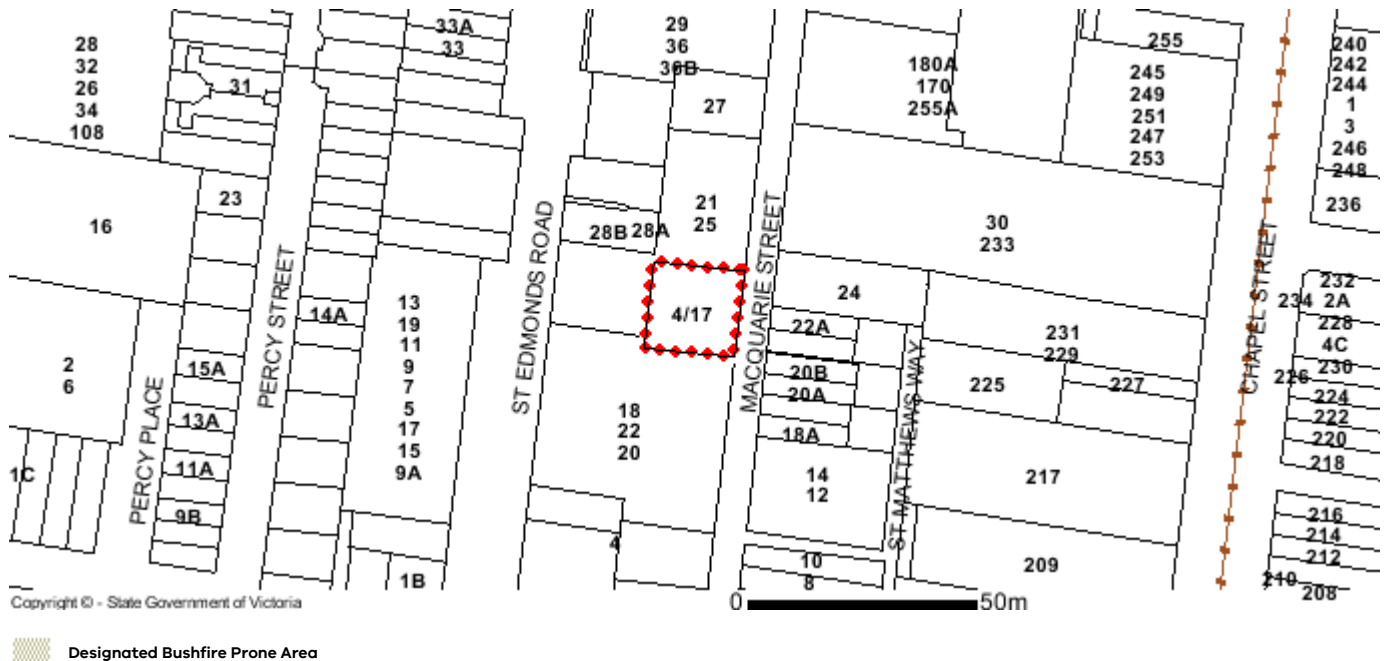 33A
33
28
32
26
34
108
31
29
36
36B
27
180A
170
255A
255
245
249
251
247
253
240
242
244
1
3
246
248
236
23
16
21
25
28B
28A
30
233
ST EDMONDS ROAD
MACQUARIE STREET
CHAPEL STREET
PERCY STREET
13
19
11
9
7
5
17
15
9A
14A
4/17
24
22A
20B
20A
18A
231
229
225
227
232
234
2A
228
4C
230
226
224
222
220
218
2
6
15A
13A
11A
9B
PERCY PLACE
1C
18
22
20
14
12
ST MATTHEWS WAY
217
216
214
212
210
208
209
4
10
8
1B
Copyright © - State Government of Victoria
0
50m
Designated Bushfire Prone Area